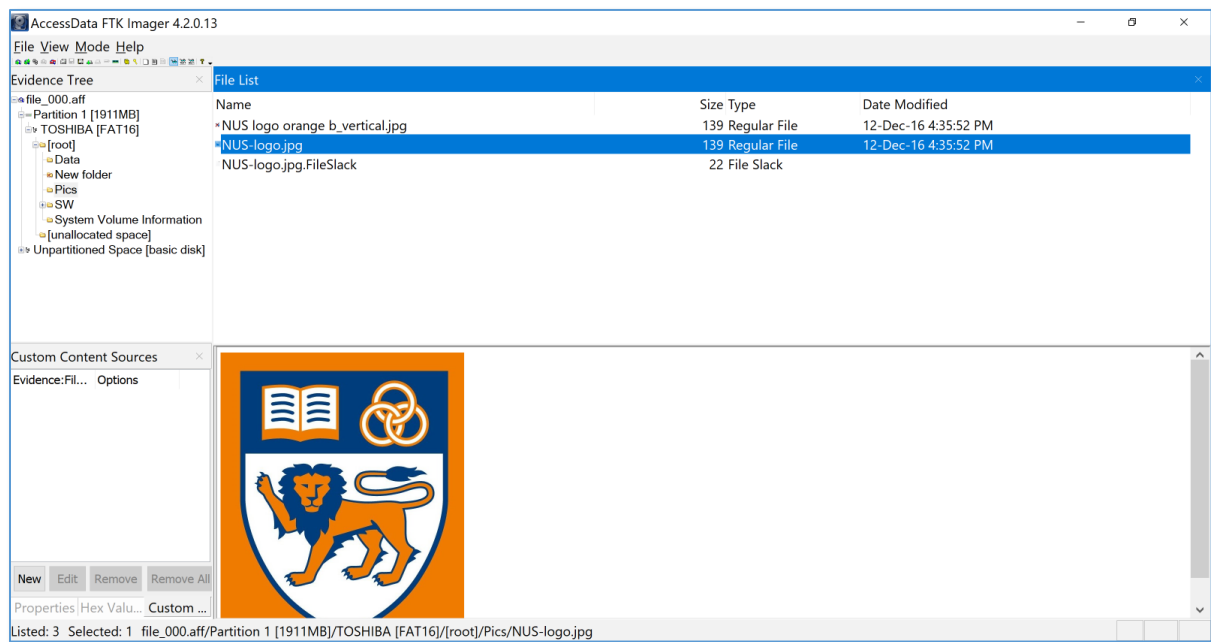 AccessData FTK Imager 4.2.0.13
File View Mode Help
Evidence Tree
file_000.aff
Partition 1 [1911MB]
TOSHIBA [FAT16]
[root]
Data
New folder
Pics
SW
System Volume Information
[unallocated space]
Unpartitioned Space [basic disk]
File List
Name Size Type Date Modified
NUS logo orange b_vertical.jpg 139 Regular File 12-Dec-16 4:35:52 PM
NUS-logo.jpg 139 Regular File 12-Dec-16 4:35:52 PM
NUS-logo.jpg.FileSlack 22 File Slack
Custom Content Sources
Evidence:Fil... Options
New Edit Remove Remove All
Properties Hex Valu... Custom ...
Listed: 3 Selected: 1 file_000.aff/Partition 1 [1911MB]/TOSHIBA [FAT16]/[root]/Pics/NUS-logo.jpg